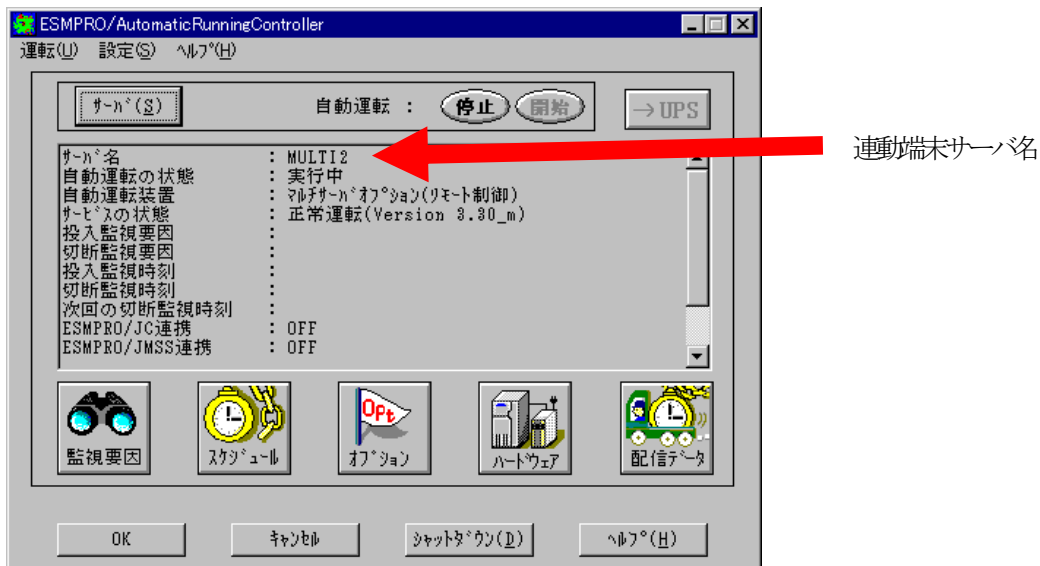 ESMPRO/AutomaticRunningController
運転(U) 設定(S) ﾍﾙﾌﾟ(H)
ｻｰﾊﾞ(S) 自動運転 : 停止 開始 →UPS
連動端末サーバ名
ｻｰﾊﾞ名 : MULTI2
自動運転の状態 : 実行中
自動運転装置 : ﾏﾙﾁｻｰﾊﾞｵﾌﾟｼｮﾝ(ﾘﾓｰﾄ制御)
ｻｰﾋﾞｽの状態 : 正常運転(Version 3.30_m)
投入監視要因 :
切断監視要因 :
投入監視時刻 :
切断監視時刻 :
次回の切断監視時刻 :
ESMPRO/JC連携 : OFF
ESMPRO/JMSS連携 : OFF
Opt
監視要因 ｽｹｼﾞｭｰﾙ ｵﾌﾟｼｮﾝ ﾊｰﾄﾞｳｪｱ 配信ﾃﾞｰﾀ
OK ｷｬﾝｾﾙ ｼｬｯﾄﾀﾞｳﾝ(D) ﾍﾙﾌﾟ(H)